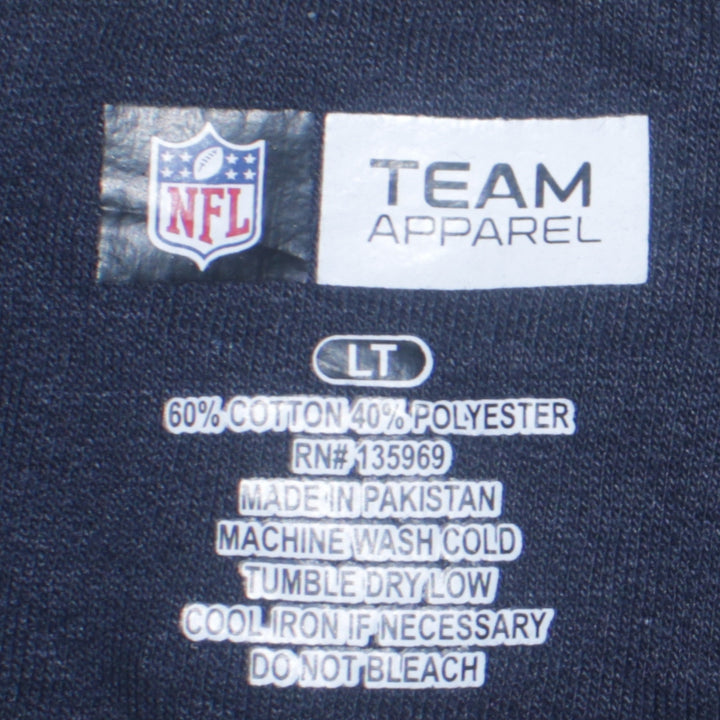 NFL
TEAM
APPAREL
LT
60% COTTON 40% POLYESTER
RN# 135969
MADE IN PAKISTAN
MACHINE WASH COLD
TUMBLE DRY LOW
COOL IRON IF NECESSARY
DO NOT BLEACH